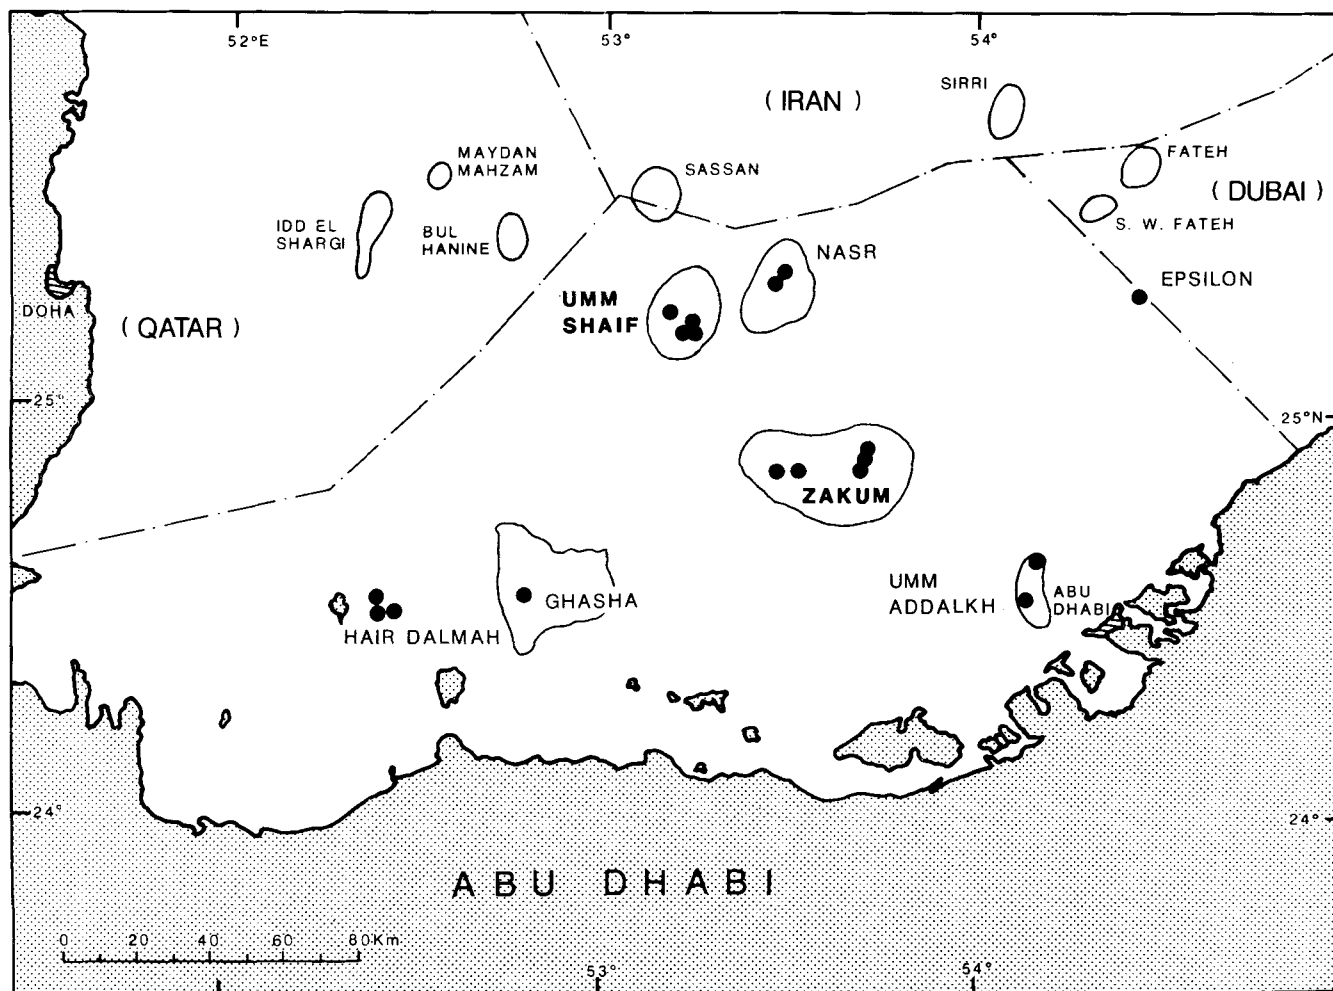 52°E
53°
54°
SIRRI
( IRAN )
MAYDAN
MAHZAM
SASSAN
FATEH
( DUBAI )
IDD EL
SHARGI
BUL
HANINE
S. W. FATEH
NASR
EPSILON
UMM
SHAIF
DOHA
( QATAR )
25°
25°N
ZAKUM
UMM
ADDALKH
ABU
DHABI
GHASHA
HAIR DALMAH
24°
24°
ABU DHABI
0 20 40 60 80Km.
53°
54°